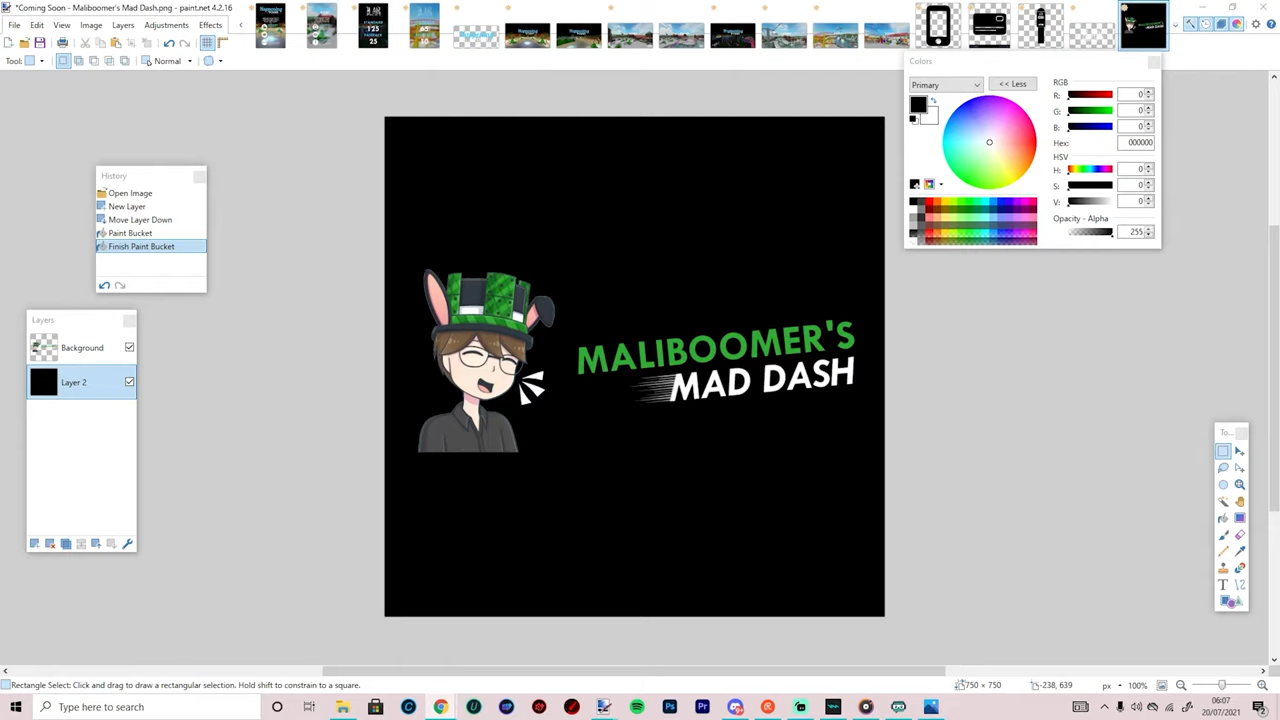 *Coming Soon - Maliboomer's Mad Dash.png - paint.net 4.2.16
File Edit View Image Layers Adjustments Effects
Tool: Normal
Colors
Primary
<< Less
RGB
R: 0
G: 0
B: 0
Hex: 000000
HSV
H: 0
S: 0
V: 0
Opacity - Alpha
255
History
Open Image
New Layer
Move Layer Down
Paint Bucket
Finish Paint Bucket
Layers
Background
Layer 2
MALIBOOMER'S
MAD DASH
To...
Rectangle Select: Click and drag to draw a rectangular selection. Hold shift to constrain to a square.
750 × 750
-238, 639
px
100%
Type here to search
06:07
20/07/2021